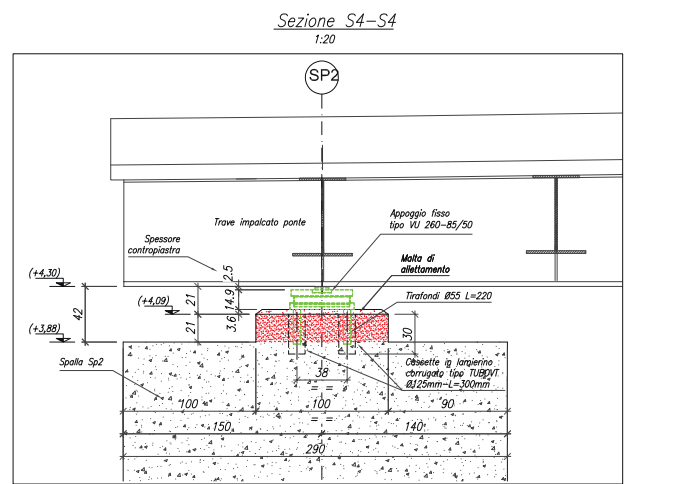 Sezione S4-S4
1:20
SP2
Appoggio fisso
tipo VU 260-85/50
Trave impalcato ponte
Spessore
contropiastra
Malta di
allettamento
(+4,30)
2.5
14.9
21
Tirafondi Ø55 L=220
(+4,09)
42
3.6
21
30
(+3,88)
Spalla Sp2
Cassette in lamierino
corrugato tipo TUBOVT
Ø125mm-L=300mm
38
= =
100
100
90
= =
150
140
290